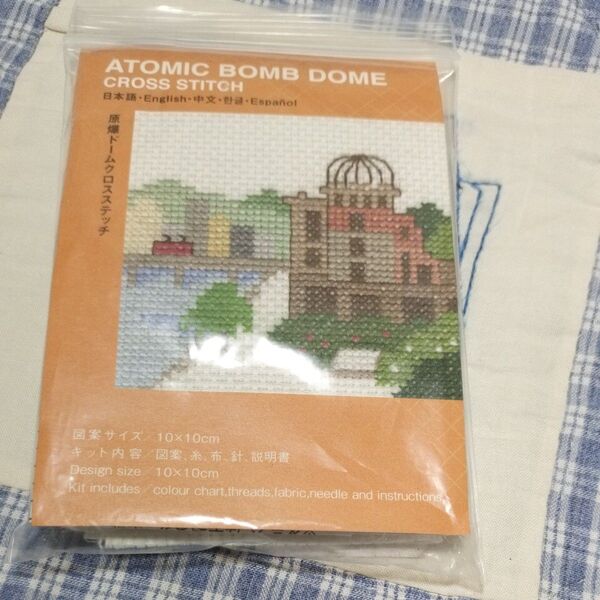 ATOMIC BOMB DOME
CROSS STITCH
日本語・English・中文・한글・Español
原爆ドームクロスステッチ
図案サイズ／10×10cm
キット内容／図案、糸、布、針、説明書
Design size／10×10cm
Kit includes／colour chart,threads,fabric,needle and instructions